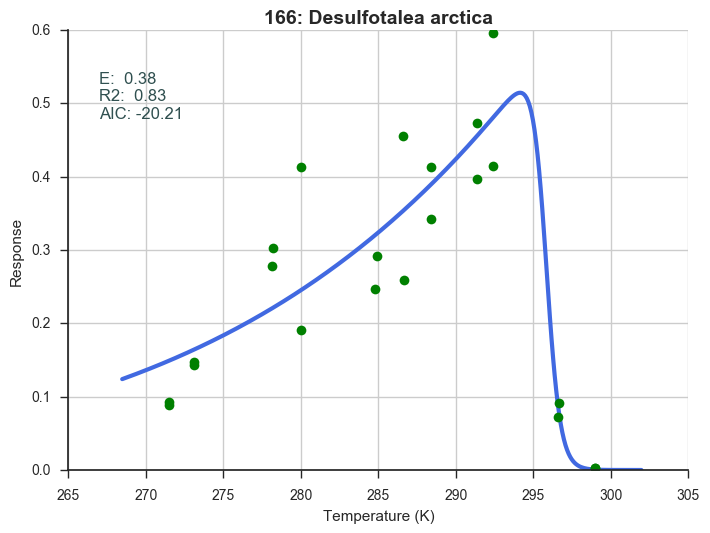 166: Desulfotalea arctica
E:  0.38
R2:  0.83
AIC: -20.21
Response
0.6
0.5
0.4
0.3
0.2
0.1
0.0
265 270 275 280 285 290 295 300 305
Temperature (K)